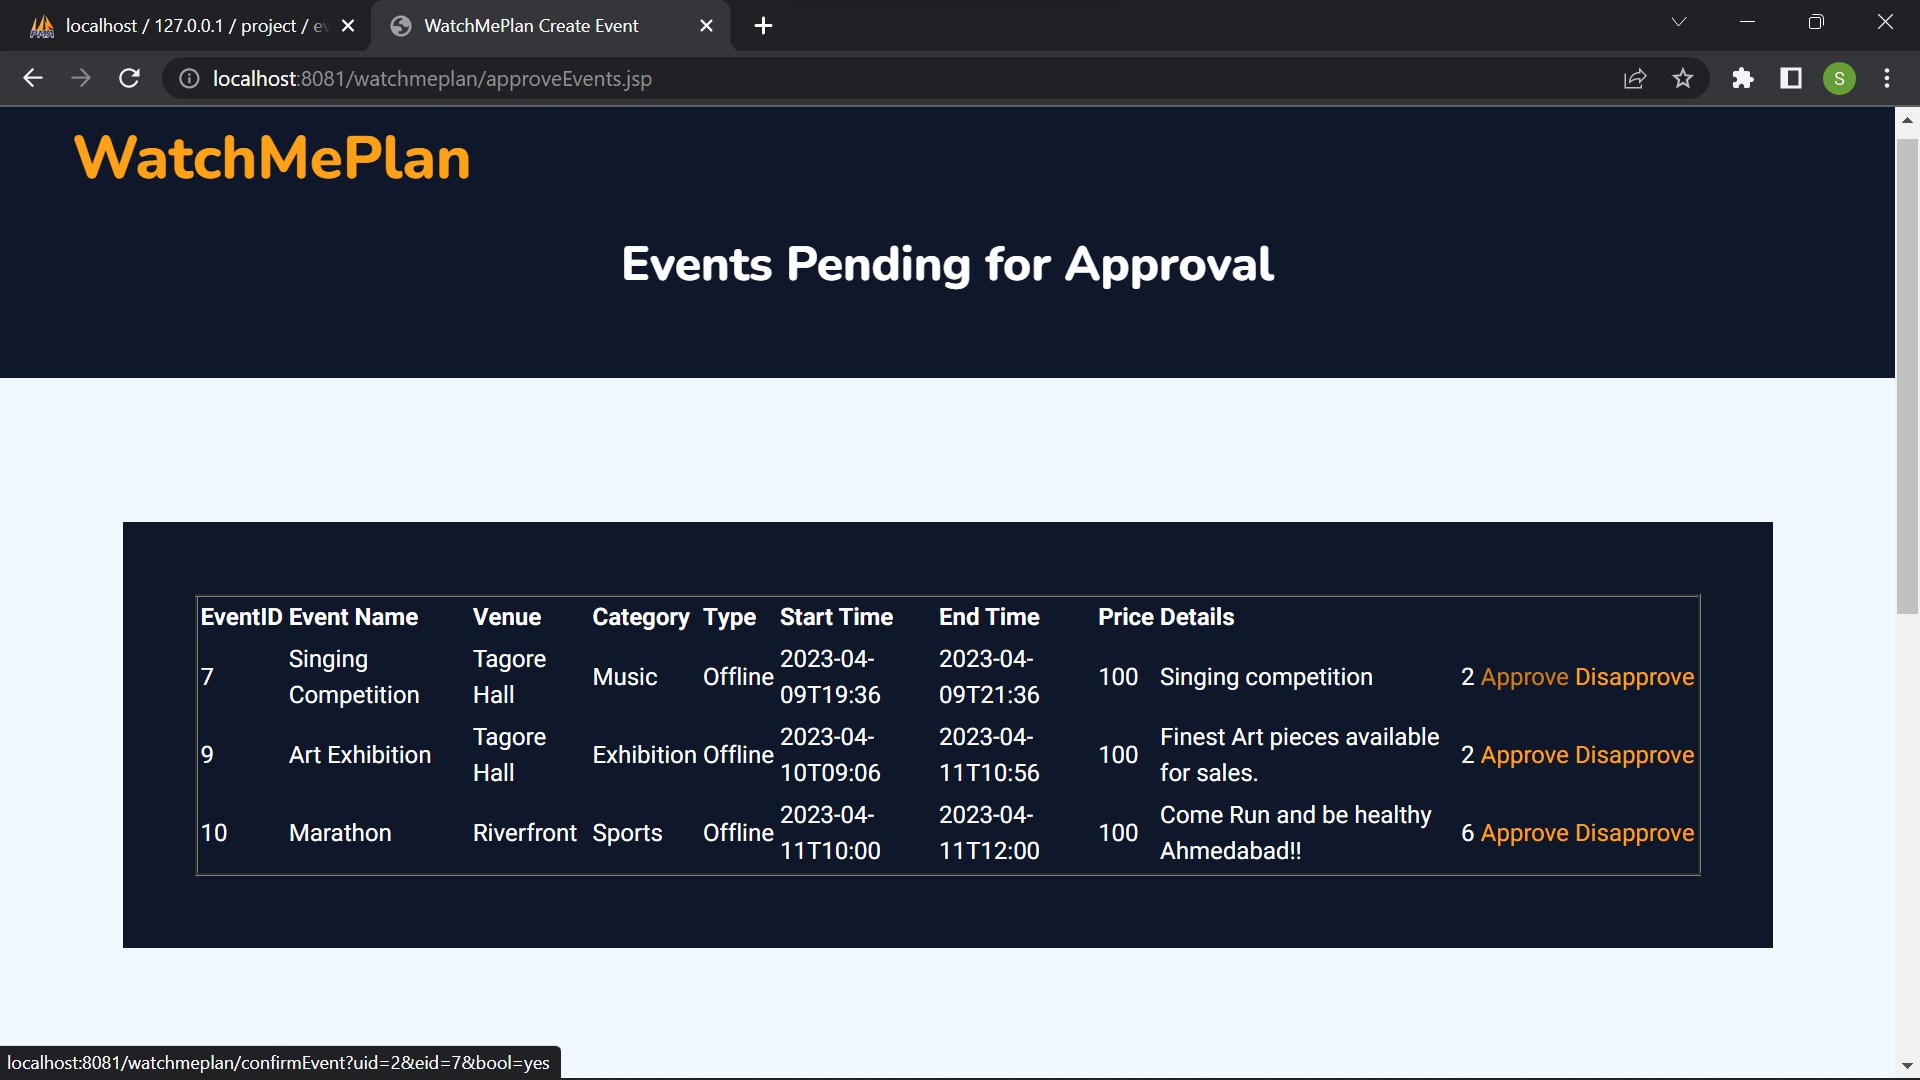 localhost / 127.0.0.1 / project / ev
WatchMePlan Create Event
localhost:8081/watchmeplan/approveEvents.jsp
S
WatchMePlan
Events Pending for Approval
EventID Event Name Venue Category Type Start Time End Time Price Details
7 Singing Competition Tagore Hall Music Offline 2023-04-09T19:36 2023-04-09T21:36 100 Singing competition 2 Approve Disapprove
9 Art Exhibition Tagore Hall Exhibition Offline 2023-04-10T09:06 2023-04-11T10:56 100 Finest Art pieces available for sales. 2 Approve Disapprove
10 Marathon Riverfront Sports Offline 2023-04-11T10:00 2023-04-11T12:00 100 Come Run and be healthy Ahmedabad!! 6 Approve Disapprove
localhost:8081/watchmeplan/confirmEvent?uid=2&eid=7&bool=yes